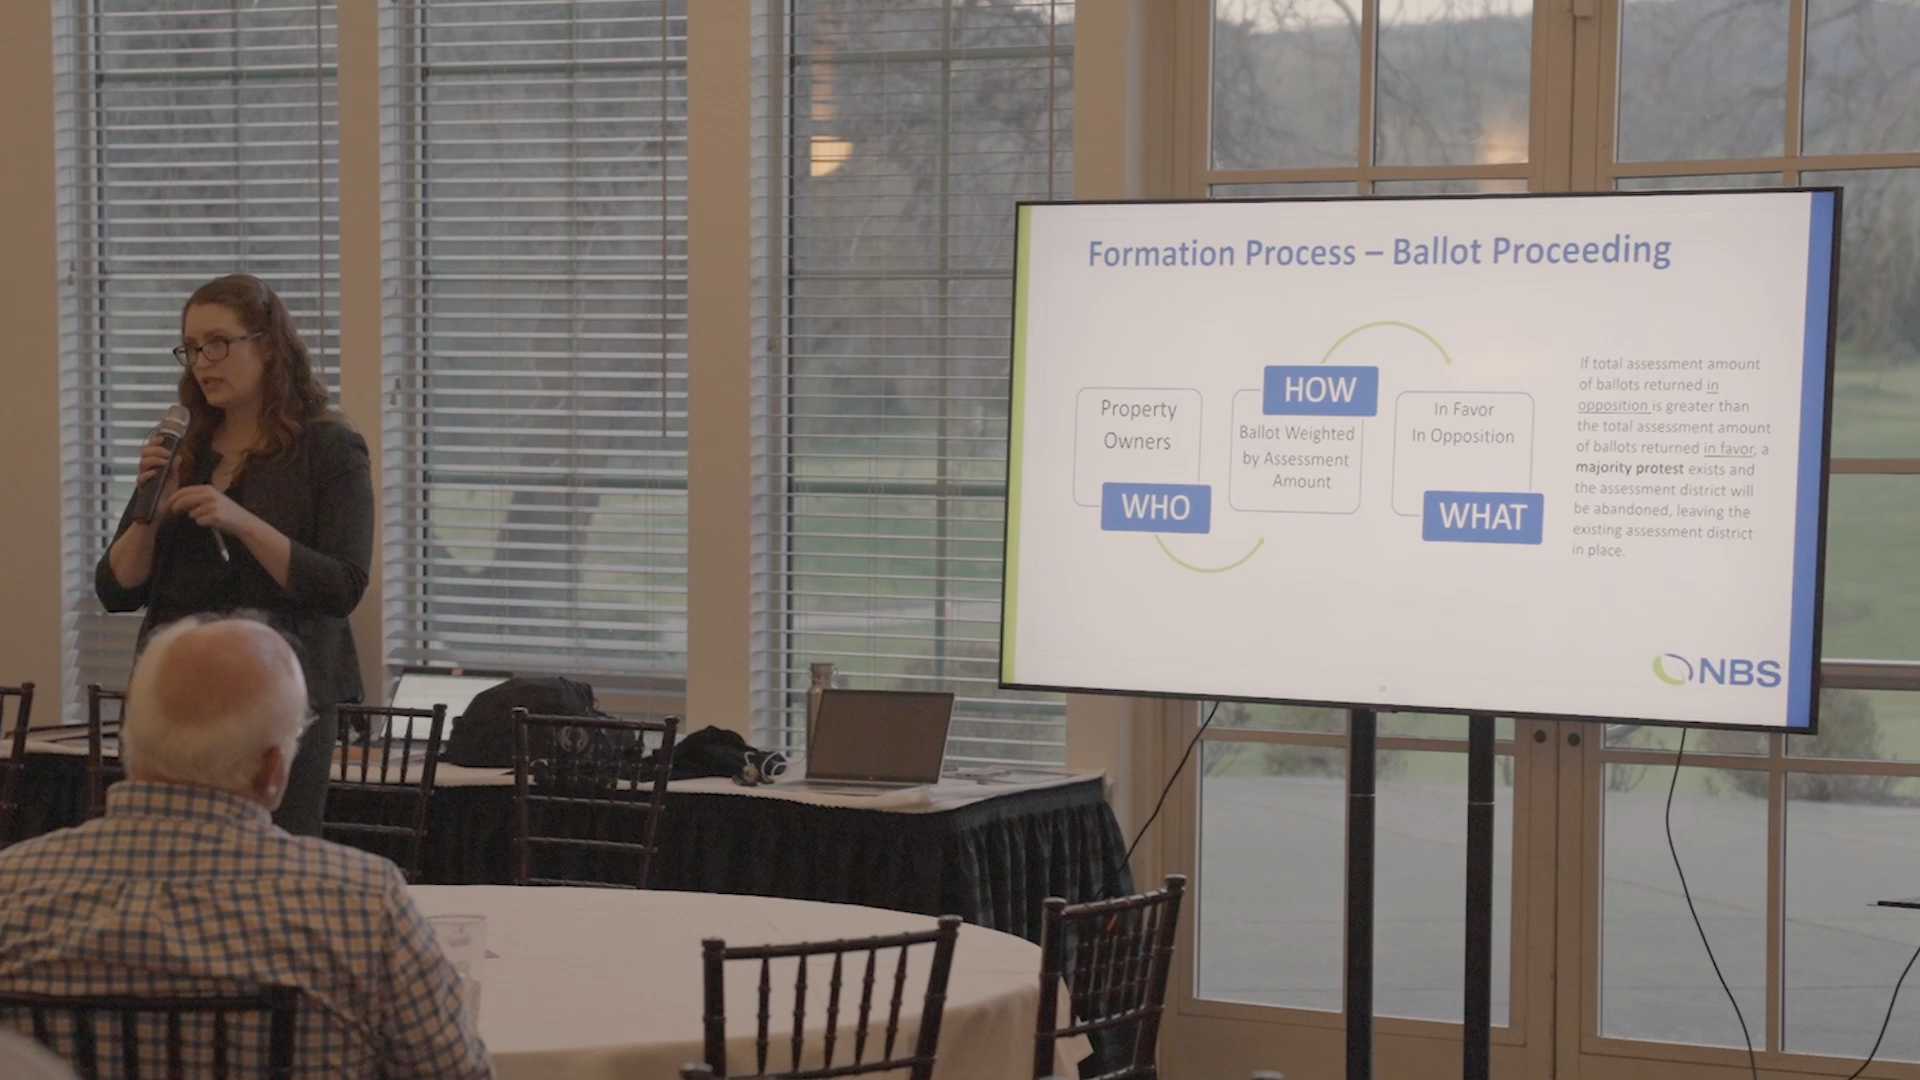 Formation Process – Ballot Proceeding
Property
Owners
WHO
HOW
Ballot Weighted
by Assessment
Amount
In Favor
In Opposition
WHAT
If total assessment amount
of ballots returned in
opposition is greater than
the total assessment amount
of ballots returned in favor, a
majority protest exists and
the assessment district will
be abandoned, leaving the
existing assessment district
in place.
NBS